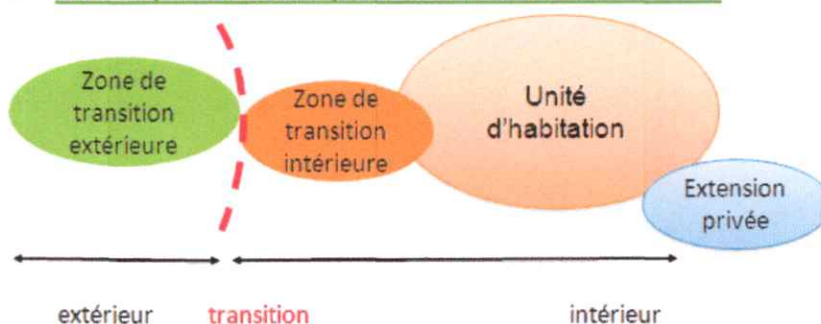 Zone de
transition
extérieure
Zone de
transition
intérieure
Unité
d'habitation
Extension
privée
extérieur transition intérieur